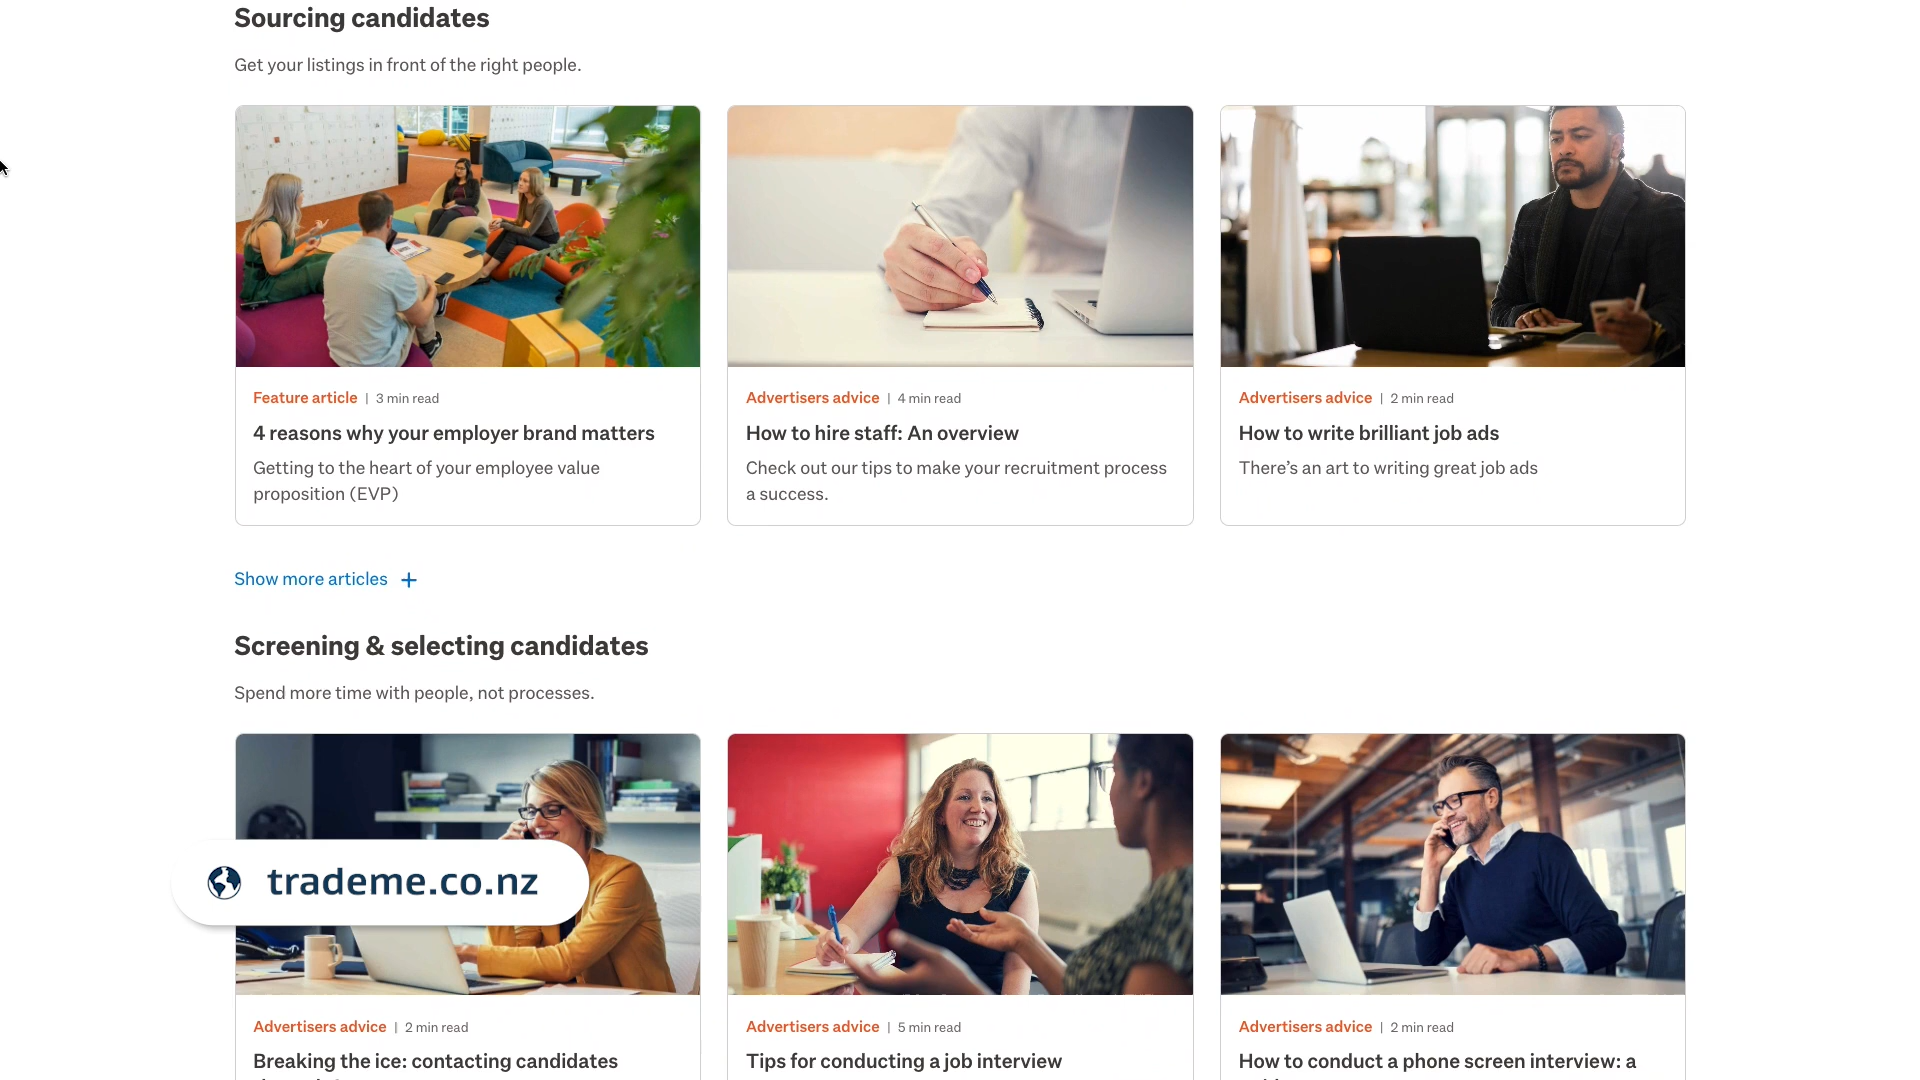 Sourcing candidates
Get your listings in front of the right people.
Feature article | 3 min read
4 reasons why your employer brand matters
Getting to the heart of your employee value
proposition (EVP)
Advertisers advice | 4 min read
How to hire staff: An overview
Check out our tips to make your recruitment process
a success.
Advertisers advice | 2 min read
How to write brilliant job ads
There’s an art to writing great job ads
Show more articles +
Screening & selecting candidates
Spend more time with people, not processes.
trademe.co.nz
Advertisers advice | 2 min read
Breaking the ice: contacting candidates
Advertisers advice | 5 min read
Tips for conducting a job interview
Advertisers advice | 2 min read
How to conduct a phone screen interview: a